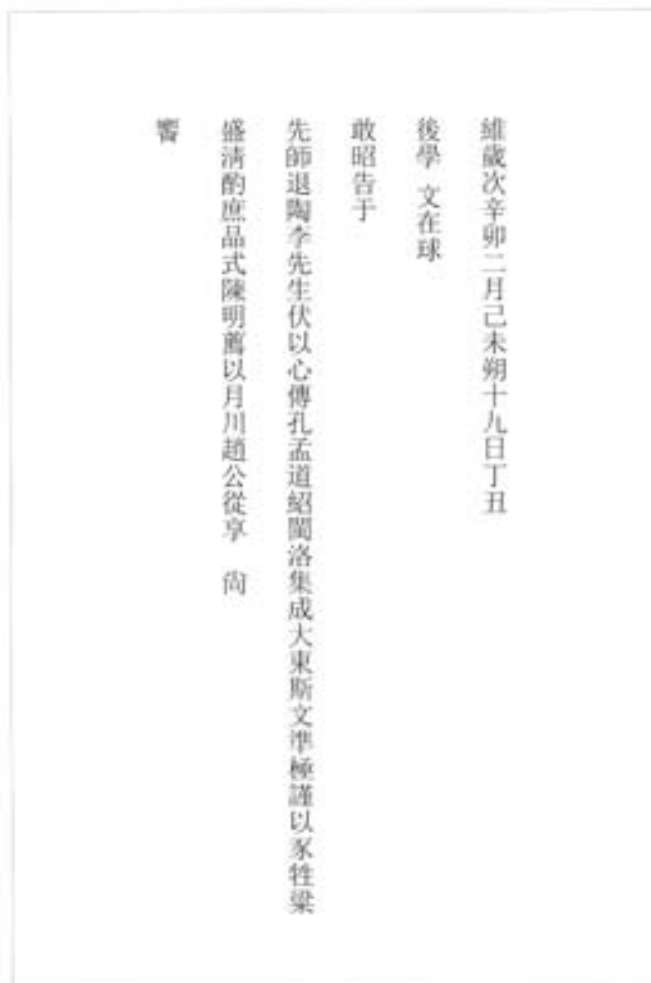 維歲次辛卯二月己未朔十九日丁丑
後學 文在球
敢昭告于
先師退陶李先生伏以心傳孔孟道紹閩洛集成大東斯文準極謹以豕牲粱
盛淸酌庶品式陳明薦以月川趙公從享 尙
饗